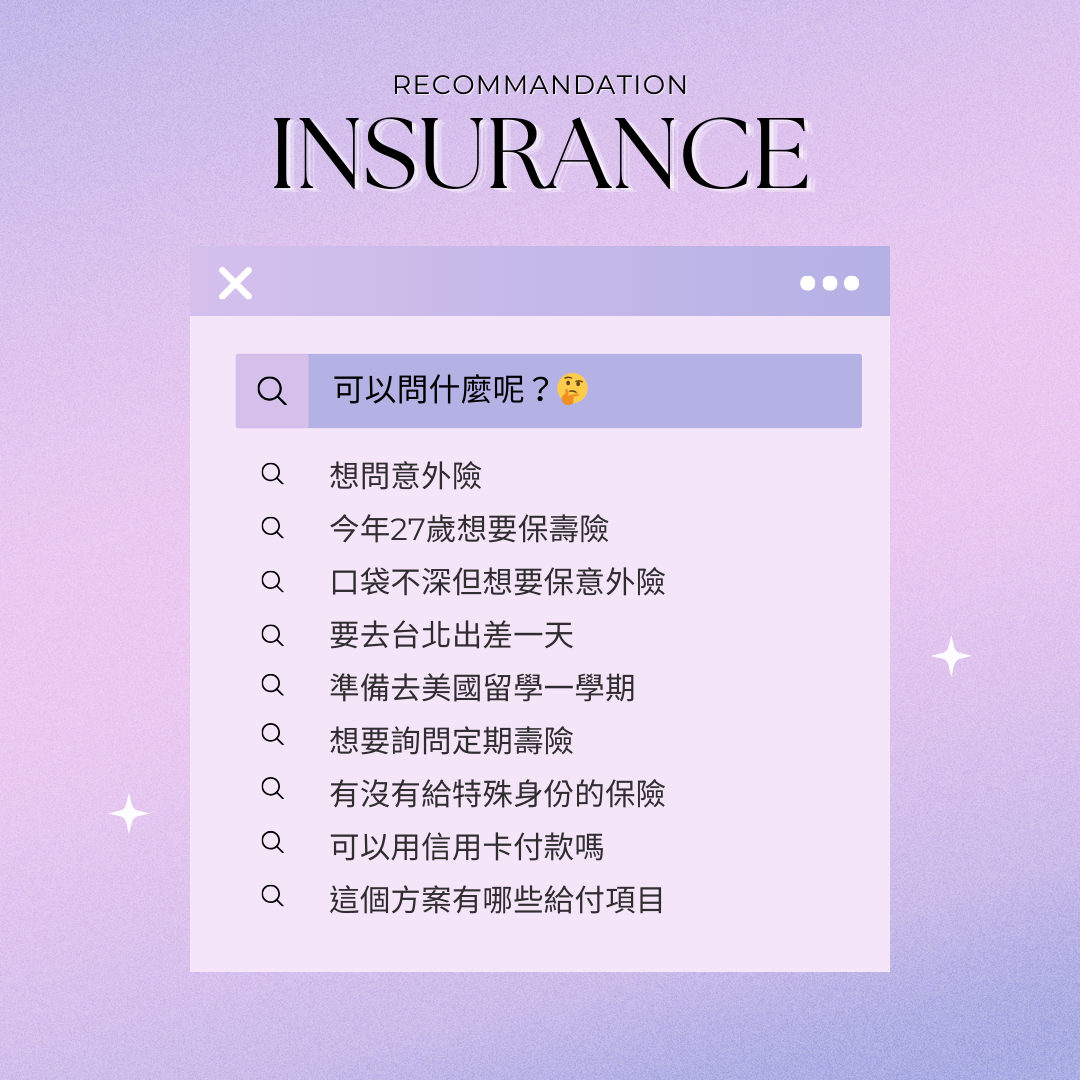 RECOMMANDATION
INSURANCE
可以問什麼呢？🤔
想問意外險
今年27歲想要保壽險
口袋不深但想要保意外險
要去台北出差一天
準備去美國留學一學期
想要詢問定期壽險
有沒有給特殊身份的保險
可以用信用卡付款嗎
這個方案有哪些給付項目